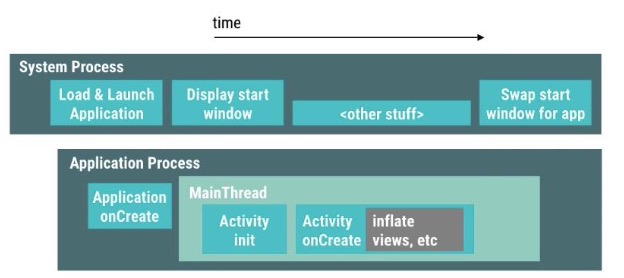 time
System Process
Load & Launch
Application
Display start
window
<other stuff>
Swap start
window for app
Application Process
Application
onCreate
MainThread
Activity
init
Activity
onCreate
inflate
views, etc